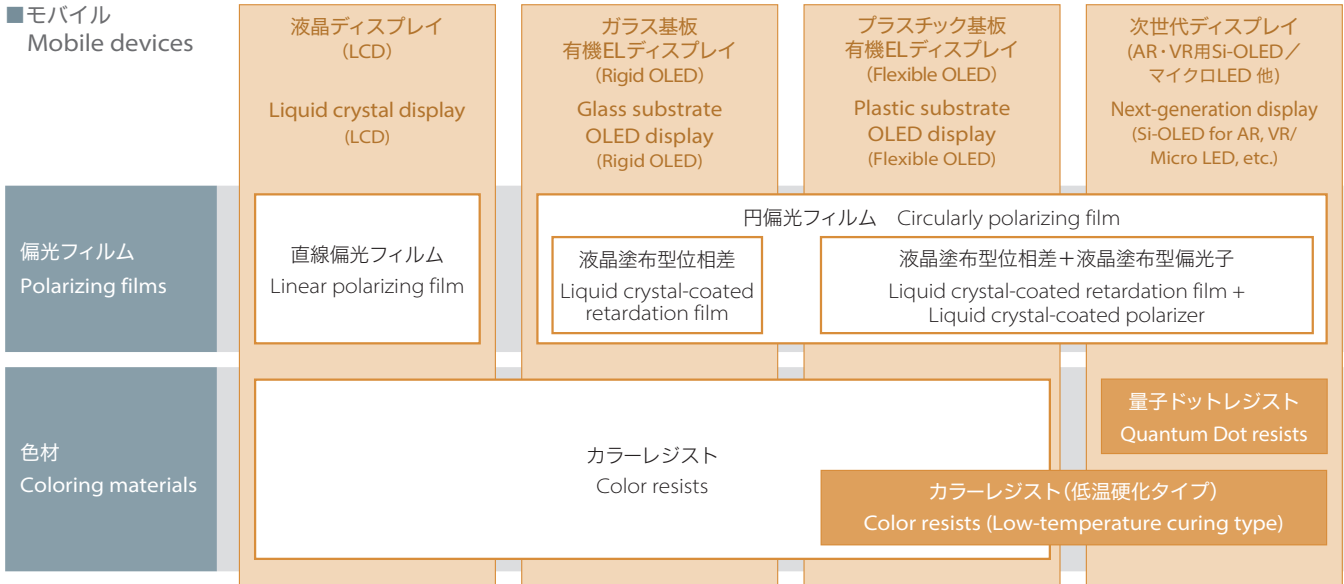 ■モバイル
Mobile devices
液晶ディスプレイ
(LCD)
Liquid crystal display
(LCD)
ガラス基板
有機ELディスプレイ
(Rigid OLED)
Glass substrate
OLED display
(Rigid OLED)
プラスチック基板
有機ELディスプレイ
(Flexible OLED)
Plastic substrate
OLED display
(Flexible OLED)
次世代ディスプレイ
(AR・VR用Si-OLED／
マイクロLED 他)
Next-generation display
(Si-OLED for AR, VR/
Micro LED, etc.)
偏光フィルム
Polarizing films
直線偏光フィルム
Linear polarizing film
円偏光フィルム Circularly polarizing film
液晶塗布型位相差
Liquid crystal-coated
retardation film
液晶塗布型位相差＋液晶塗布型偏光子
Liquid crystal-coated retardation film +
Liquid crystal-coated polarizer
色材
Coloring materials
カラーレジスト
Color resists
量子ドットレジスト
Quantum Dot resists
カラーレジスト(低温硬化タイプ)
Color resists (Low-temperature curing type)